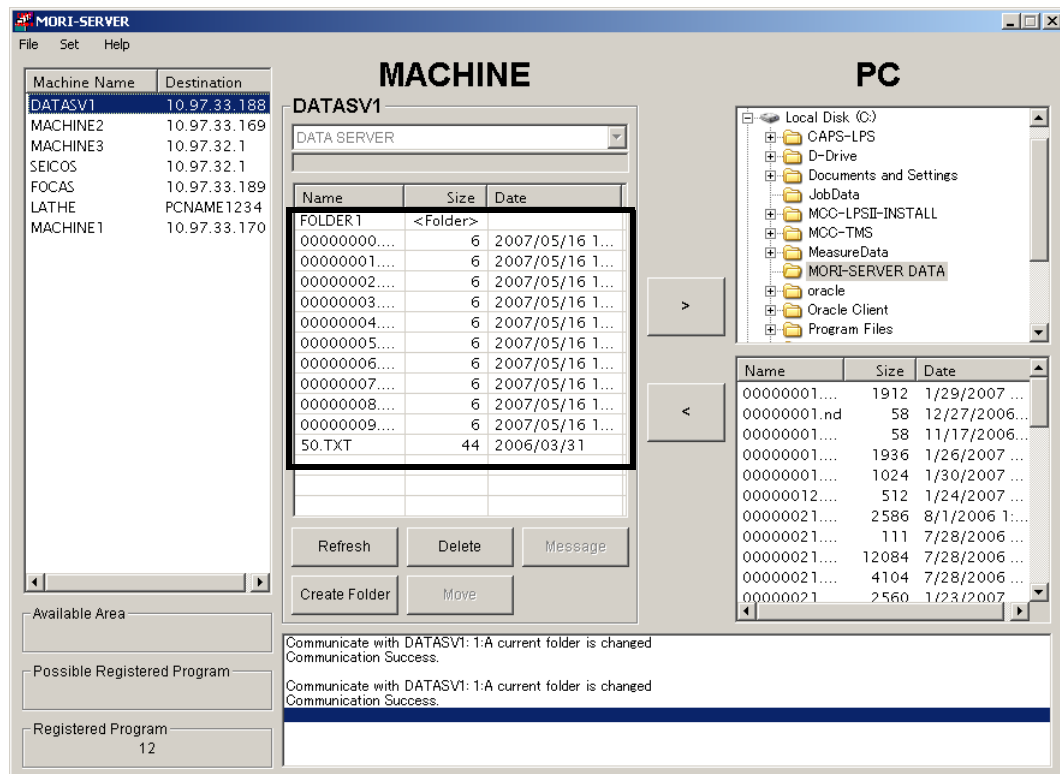 MORI-SERVER
File Set Help
MACHINE
PC
Machine Name Destination
DATASV1 10.97.33.188
MACHINE2 10.97.33.169
MACHINE3 10.97.32.1
SEICOS 10.97.32.1
FOCAS 10.97.33.189
LATHE PCNAME1234
MACHINE1 10.97.33.170
Available Area
Possible Registered Program
Registered Program
12
DATASV1
DATA SERVER
Name Size Date
FOLDER1 <Folder>
00000000.... 6 2007/05/16 1...
00000001.... 6 2007/05/16 1...
00000002.... 6 2007/05/16 1...
00000003.... 6 2007/05/16 1...
00000004.... 6 2007/05/16 1...
00000005.... 6 2007/05/16 1...
00000006.... 6 2007/05/16 1...
00000007.... 6 2007/05/16 1...
00000008.... 6 2007/05/16 1...
00000009.... 6 2007/05/16 1...
50.TXT 44 2006/03/31
Refresh Delete Message
Create Folder Move
>
<
Local Disk (C:)
CAPS-LPS
D-Drive
Documents and Settings
JobData
MCC-LPSII-INSTALL
MCC-TMS
MeasureData
MORI-SERVER DATA
oracle
Oracle Client
Program Files
Name Size Date
00000001.... 1912 1/29/2007 ...
00000001.nd 58 12/27/2006...
00000001.... 58 11/17/2006...
00000001.... 1936 1/26/2007 ...
00000001.... 1024 1/30/2007 ...
00000012.... 512 1/24/2007 ...
00000021.... 2586 8/1/2006 1:...
00000021.... 111 7/28/2006 ...
00000021.... 12084 7/28/2006 ...
00000021.... 4104 7/28/2006 ...
00000021 2560 1/23/2007
Communicate with DATASV1: 1:A current folder is changed
Communication Success.
Communicate with DATASV1: 1:A current folder is changed
Communication Success.